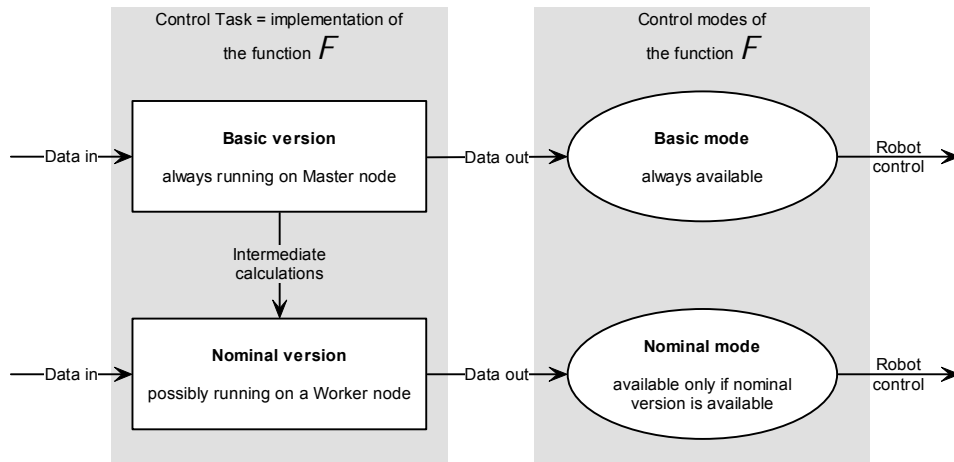 Control Task = implementation of
the function F
Control modes of
the function F
Basic version
always running on Master node
Basic mode
always available
Data in
Data out
Robot
control
Intermediate
calculations
Nominal version
possibly running on a Worker node
Nominal mode
available only if nominal
version is available
Data in
Data out
Robot
control